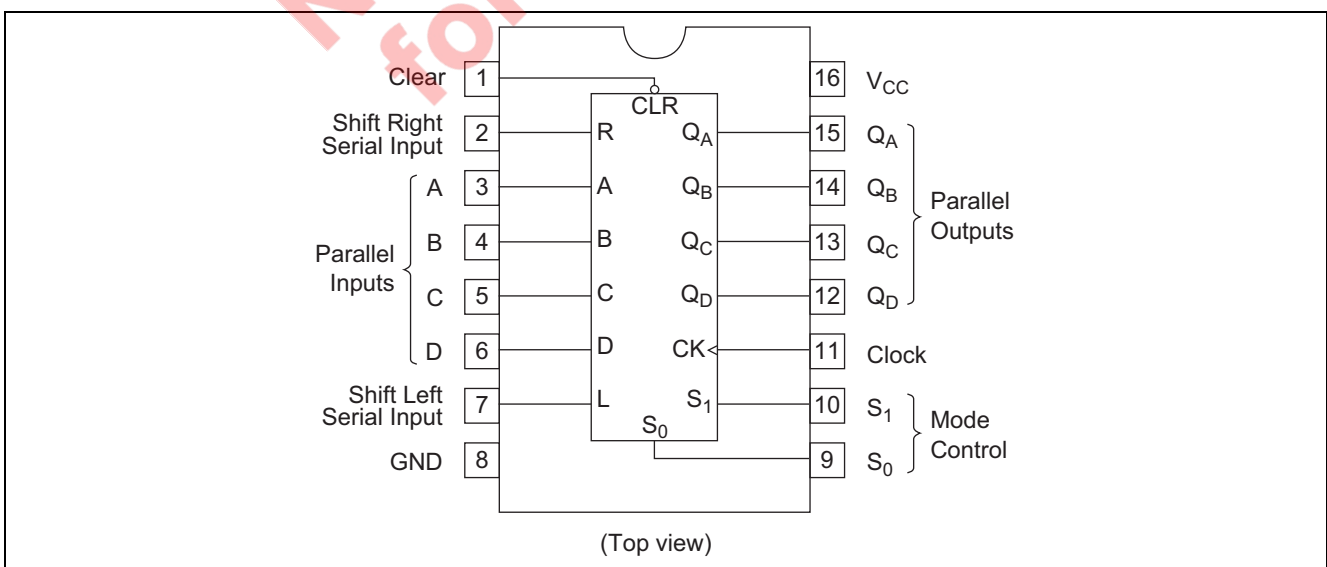 Clear 1
CLR
16 VCC
Shift Right
Serial Input 2
R QA
15 QA
A 3
A QB
14 QB
Parallel
Inputs
B 4
B QC
13 QC
Parallel
Outputs
C 5
C QD
12 QD
D 6
D CK
11 Clock
Shift Left
Serial Input 7
L S1
10 S1
Mode
Control
S0
GND 8
9 S0
(Top view)